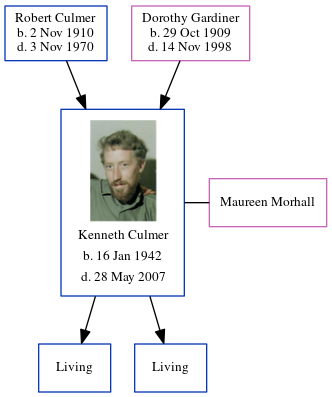 Robert Culmer
b. 2 Nov 1910
d. 3 Nov 1970
Dorothy Gardiner
b. 29 Oct 1909
d. 14 Nov 1998
Kenneth Culmer
b. 16 Jan 1942
d. 28 May 2007
Maureen Morhall
Living
Living